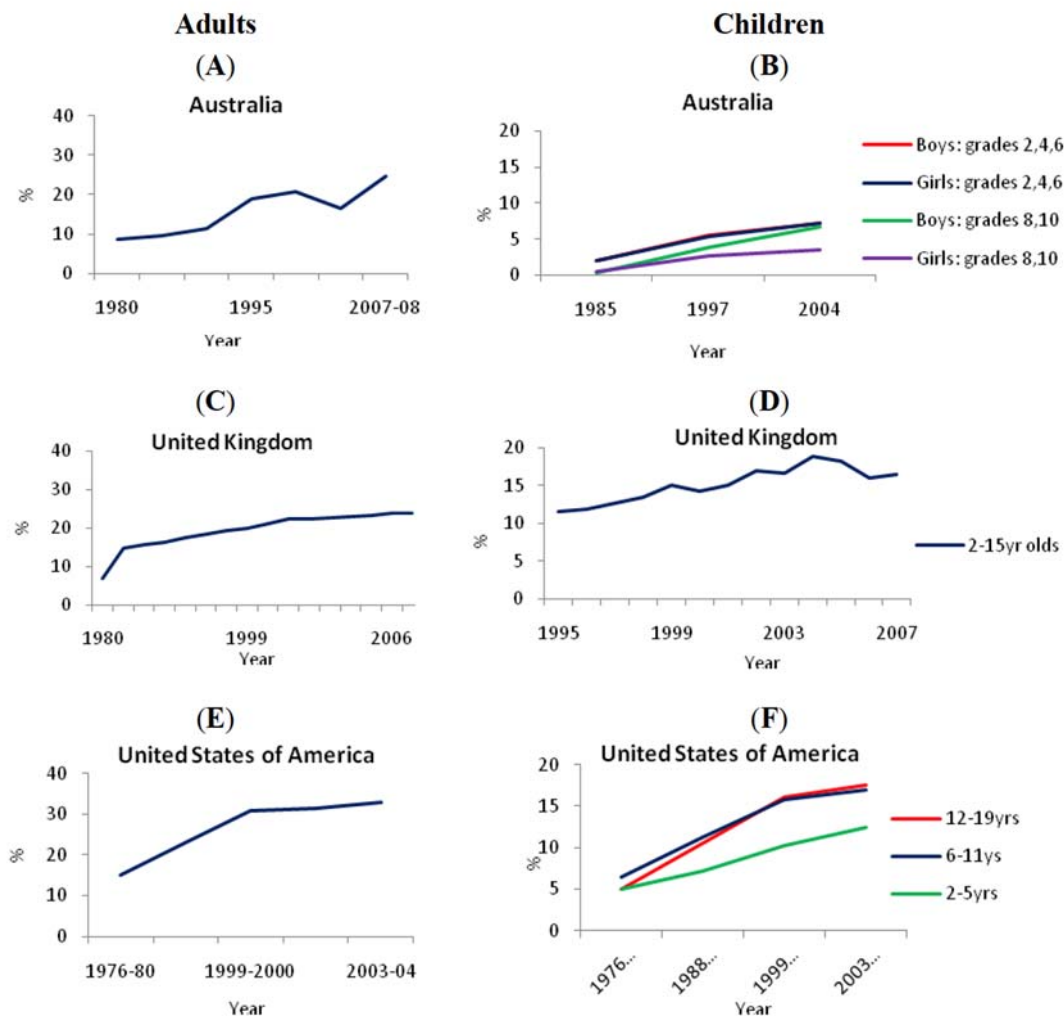 Adults
Children
(A)
(B)
Australia
Australia
40
30
20
10
0
%
1980
1995
2007-08
Year
20
15
10
5
0
%
1985
1997
2004
Year
Boys: grades 2,4,6
Girls: grades 2,4,6
Boys: grades 8,10
Girls: grades 8,10
(C)
(D)
United Kingdom
United Kingdom
40
30
20
10
0
%
1980
1999
2006
Year
20
15
10
5
0
%
1995
1999
2003
2007
Year
2-15yr olds
(E)
(F)
United States of America
United States of America
40
30
20
10
0
%
1976-80
1999-2000
2003-04
Year
20
15
10
5
0
%
1976...
1988...
1999...
2003...
Year
12-19yrs
6-11ys
2-5yrs